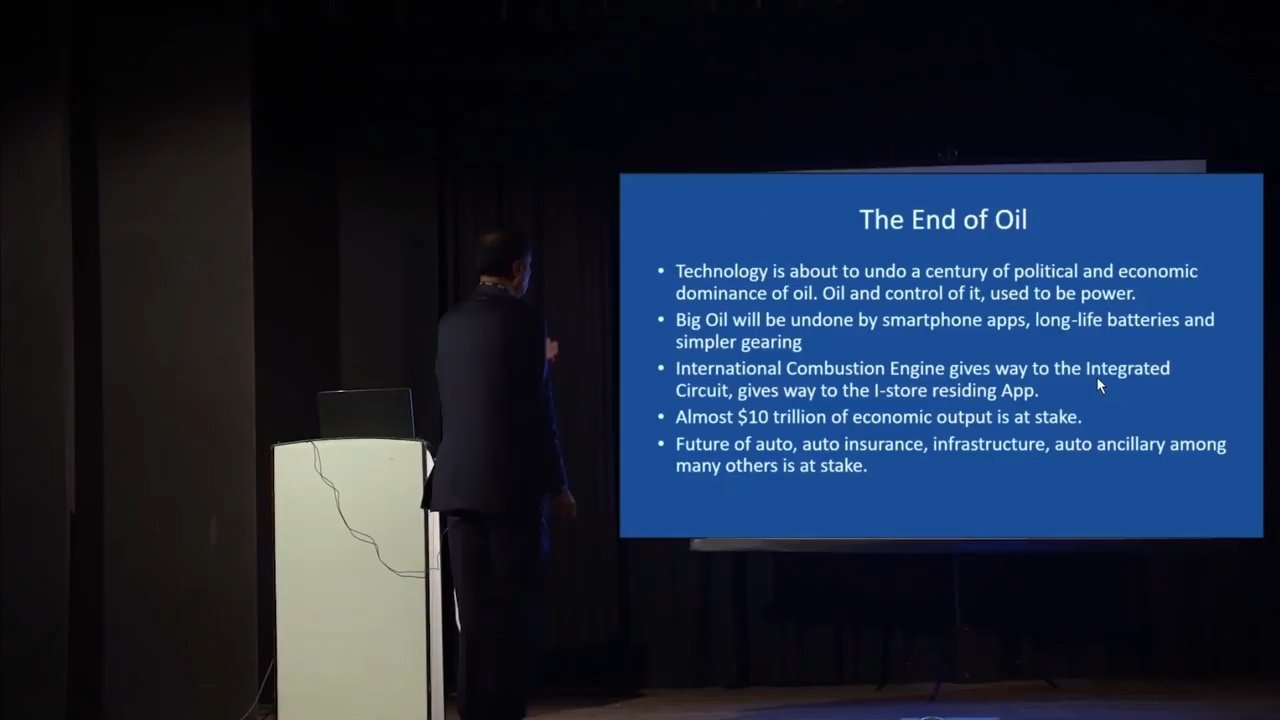 The End of Oil
• Technology is about to undo a century of political and economic
dominance of oil. Oil and control of it, used to be power.
• Big Oil will be undone by smartphone apps, long-life batteries and
simpler gearing
• International Combustion Engine gives way to the Integrated
Circuit, gives way to the I-store residing App.
• Almost $10 trillion of economic output is at stake.
• Future of auto, auto insurance, infrastructure, auto ancillary among
many others is at stake.